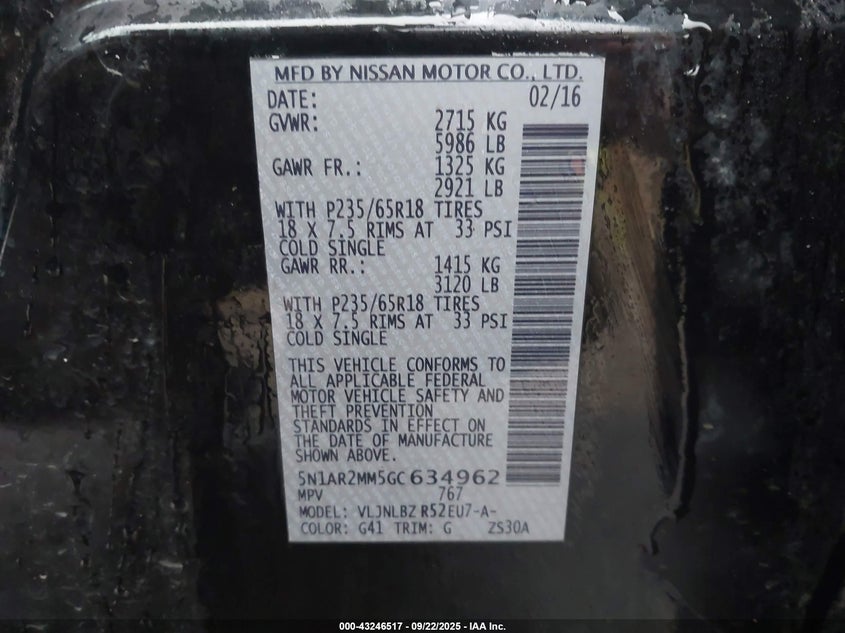 MFD BY NISSAN MOTOR CO., LTD.
DATE: 02/16
GVWR: 2715 KG
5986 LB
GAWR FR.: 1325 KG
2921 LB
WITH P235/65R18 TIRES
18 X 7.5 RIMS AT 33 PSI
COLD SINGLE
GAWR RR.: 1415 KG
3120 LB
WITH P235/65R18 TIRES
18 X 7.5 RIMS AT 33 PSI
COLD SINGLE
THIS VEHICLE CONFORMS TO
ALL APPLICABLE FEDERAL
MOTOR VEHICLE SAFETY AND
THEFT PREVENTION
STANDARDS IN EFFECT ON
THE DATE OF MANUFACTURE
SHOWN ABOVE.
5N1AR2MM5GC634962
MPV 767
MODEL: VLJNLBZ R52EU7-A-
COLOR: G41 TRIM: G ZS30A
000-43246517 - 09/22/2025 - IAA Inc.